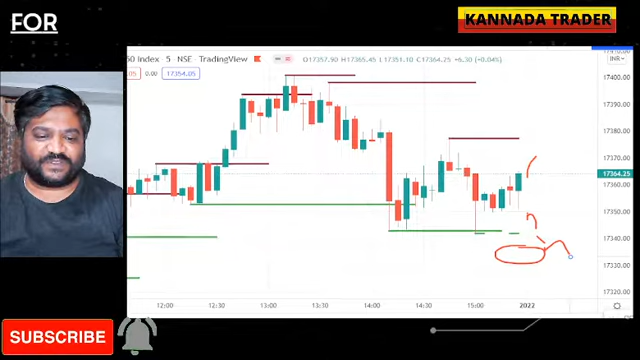 FOR
KANNADA TRADER
50 Index · 5 NSE TradingView O17357.90 H17365.45 L17351.10 C17364.25 +6.30 (+0.04%)
INR
.05 0.00 17354.05
17400.00
17390.00
17380.00
17370.00
17364.25
17360.00
17350.00
17340.00
17330.00
17320.00
12:00 12:30 13:00 13:30 14:00 14:30 15:00 2022
SUBSCRIBE